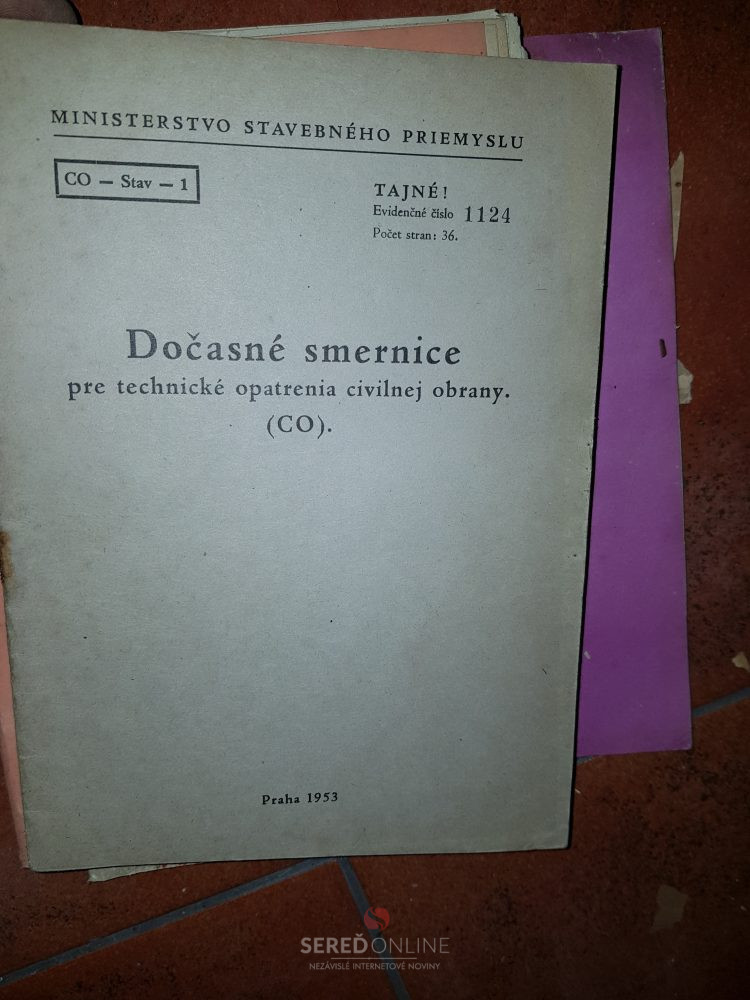 MINISTERSTVO STAVEBNÉHO PRIEMYSLU
CO — Stav — 1
TAJNÉ!
Evidenčné číslo 1124
Počet stran: 36.
Dočasné smernice
pre technické opatrenia civilnej obrany.
(CO).
Praha 1953
SEREĎONLINE
NEZÁVISLÉ INTERNETOVÉ NOVINY